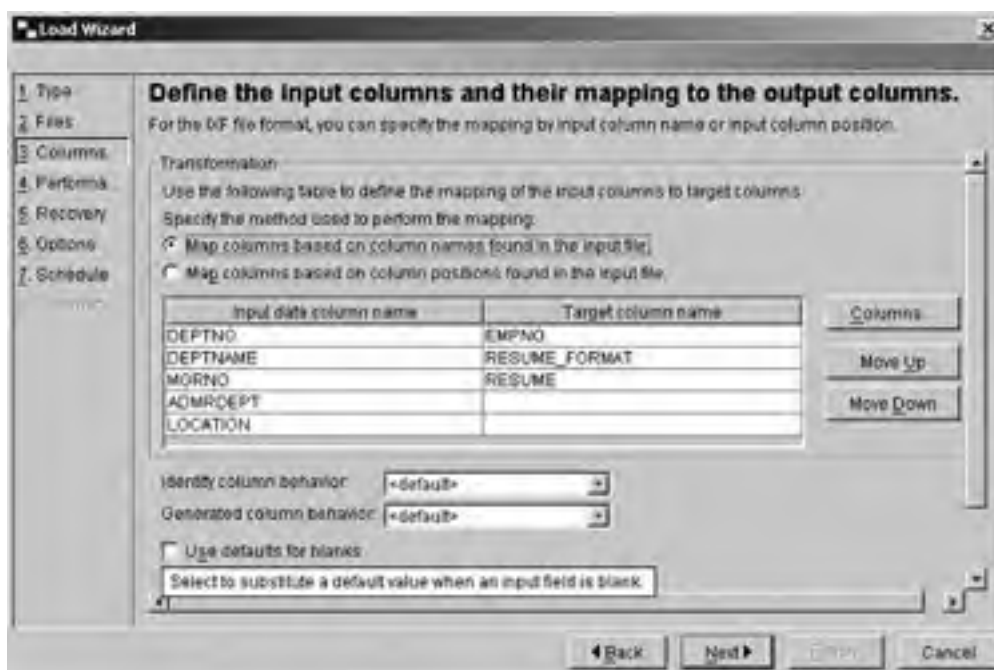 Load Wizard
1. Type
2. Files
3. Columns
4. Performa
5. Recovery
6. Options
7. Schedule
Define the input columns and their mapping to the output columns.
For the IXF file format, you can specify the mapping by input column name or input column position.
Transformation
Use the following table to define the mapping of the input columns to target columns
Specify the method used to perform the mapping:
Map columns based on column names found in the input file.
Map columns based on column positions found in the input file.
Input data column name Target column name
DEPTNO EMPNO
DEPTNAME RESUME_FORMAT
MORNO RESUME
ADMRDEPT
LOCATION
Columns
Move Up
Move Down
Identity column behavior: <default>
Generated column behavior: <default>
Use defaults for blanks
Select to substitute a default value when an input field is blank.
Back Next Finish Cancel